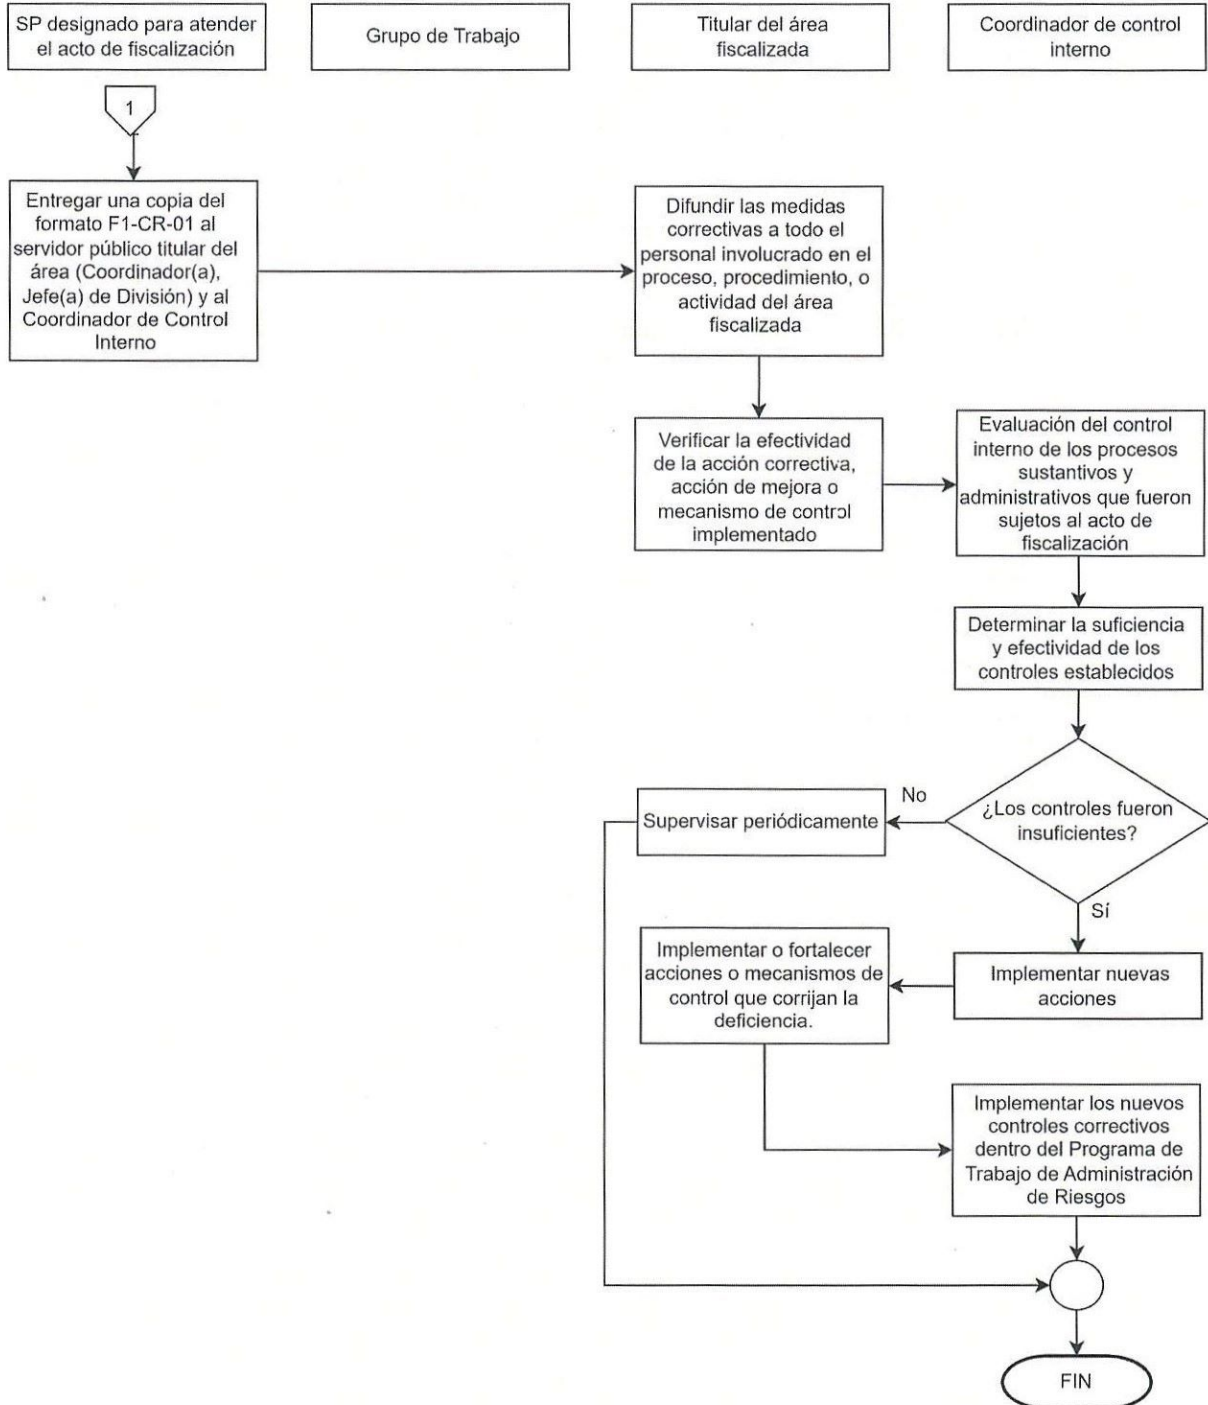 SP designado para atender
el acto de fiscalización
Grupo de Trabajo
Titular del área
fiscalizada
Coordinador de control
interno
1
Entregar una copia del
formato F1-CR-01 al
servidor público titular del
área (Coordinador(a),
Jefe(a) de División) y al
Coordinador de Control
Interno
Difundir las medidas
correctivas a todo el
personal involucrado en el
proceso, procedimiento, o
actividad del área
fiscalizada
Verificar la efectividad
de la acción correctiva,
acción de mejora o
mecanismo de control
implementado
Evaluación del control
interno de los procesos
sustantivos y
administrativos que fueron
sujetos al acto de
fiscalización
Determinar la suficiencia
y efectividad de los
controles establecidos
¿Los controles fueron
insuficientes?
No
Supervisar periódicamente
Sí
Implementar nuevas
acciones
Implementar o fortalecer
acciones o mecanismos de
control que corrijan la
deficiencia.
Implementar los nuevos
controles correctivos
dentro del Programa de
Trabajo de Administración
de Riesgos
FIN